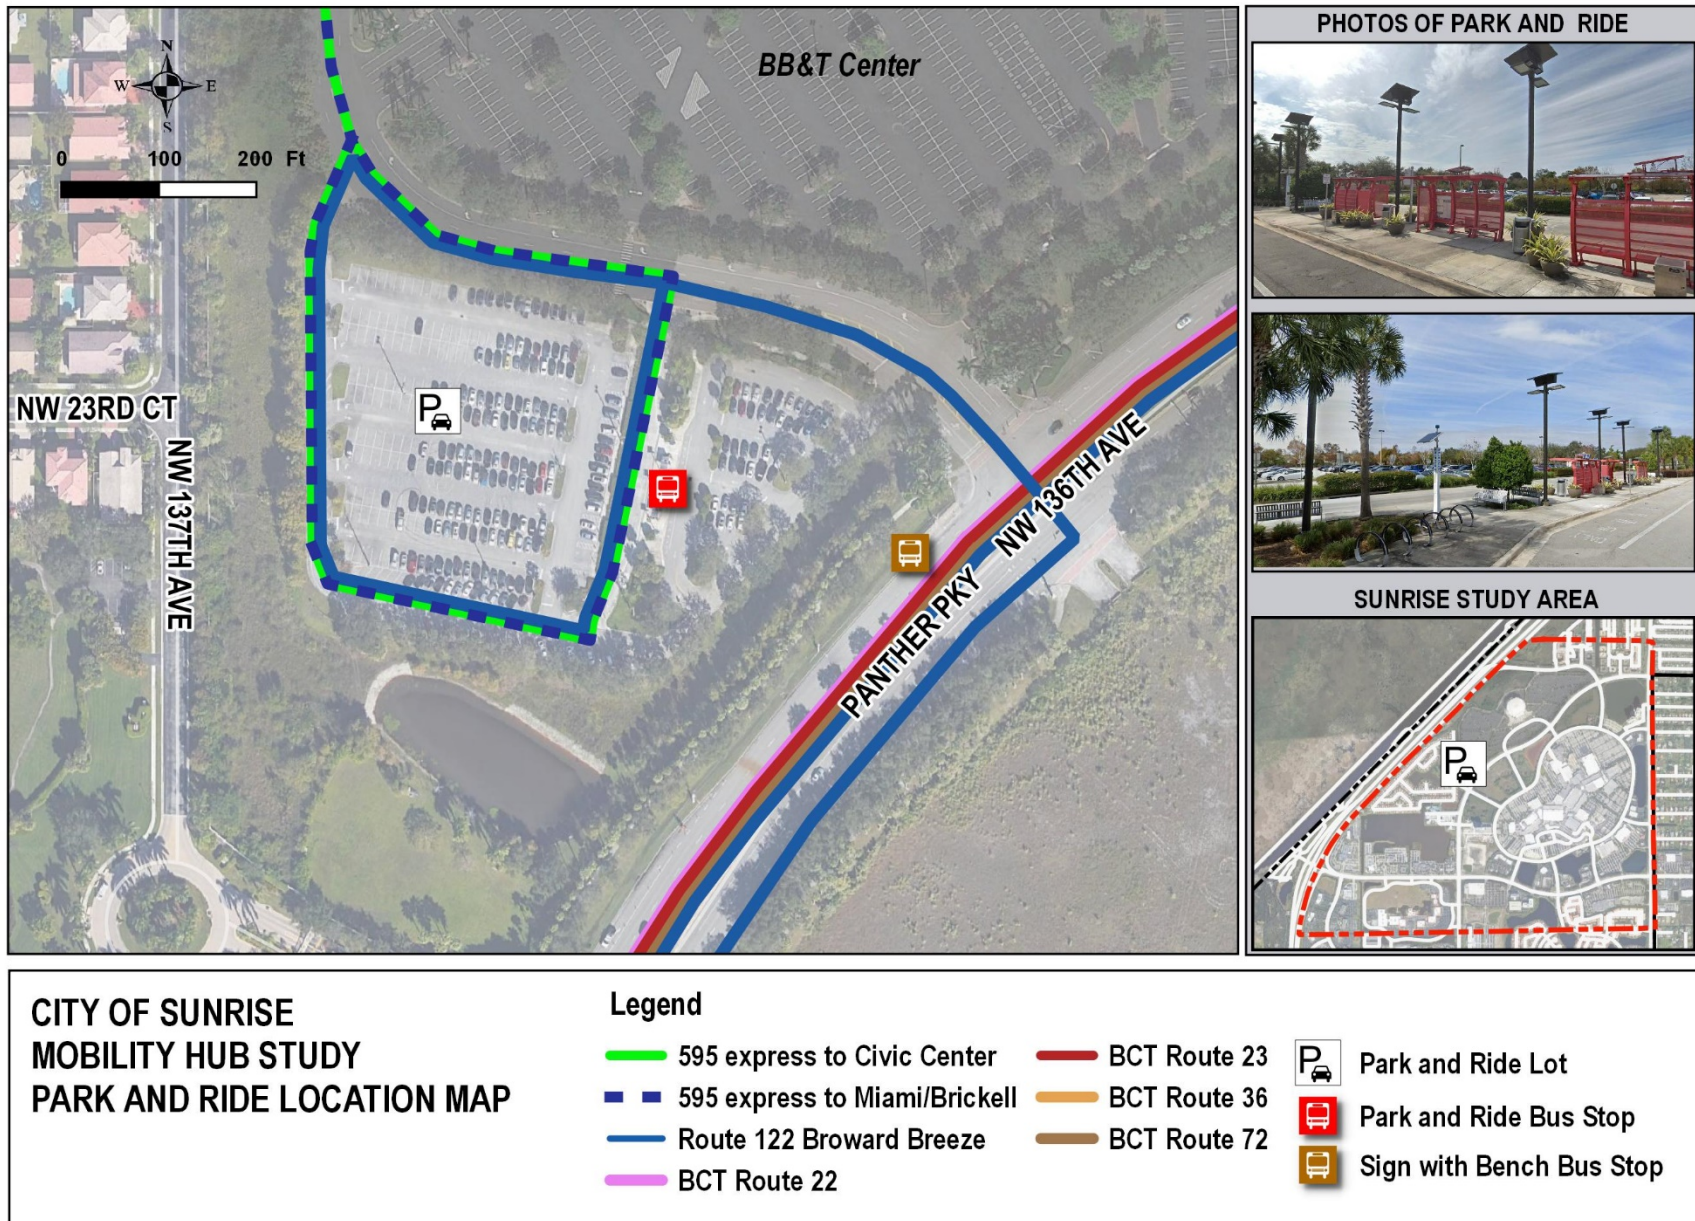 BB&T Center
N
W E
S
0 100 200 Ft
NW 23RD CT
NW 137TH AVE
P
PANTHER PKY
NW 136TH AVE
PHOTOS OF PARK AND RIDE
SUNRISE STUDY AREA
P
CITY OF SUNRISE
MOBILITY HUB STUDY
PARK AND RIDE LOCATION MAP
Legend
595 express to Civic Center
595 express to Miami/Brickell
Route 122 Broward Breeze
BCT Route 22
BCT Route 23
BCT Route 36
BCT Route 72
P
Park and Ride Lot
Park and Ride Bus Stop
Sign with Bench Bus Stop